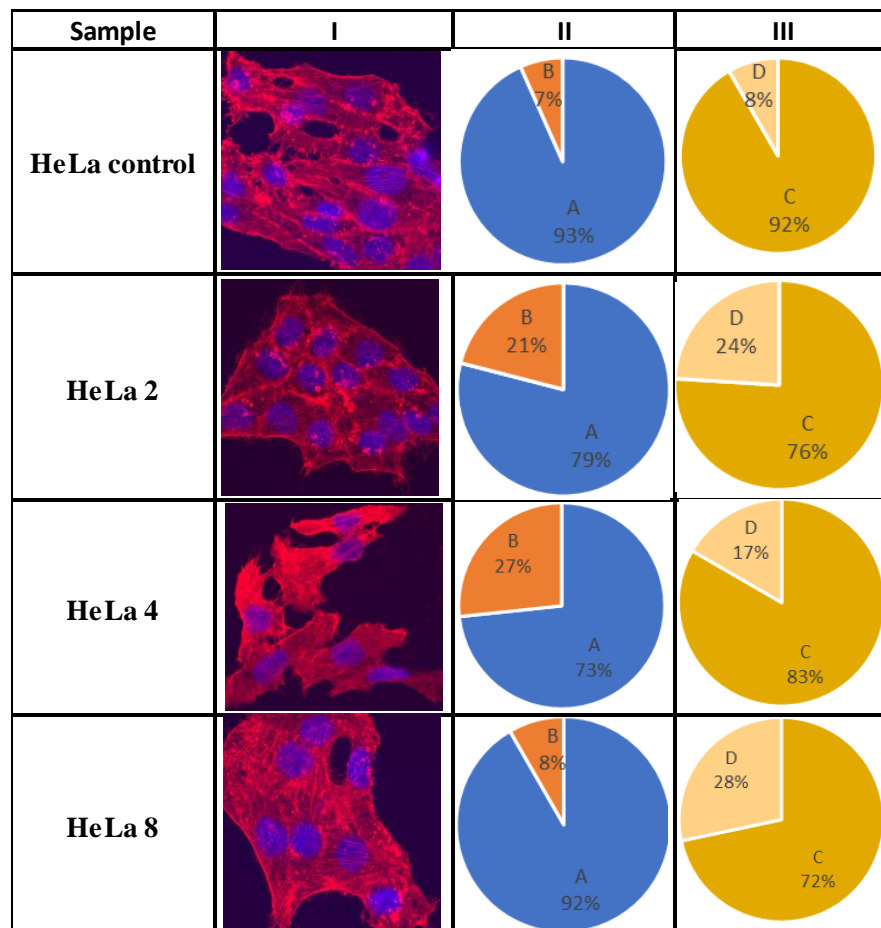 Sample I II III
HeLa control
B
7%
A
93%
D
8%
C
92%
HeLa 2
B
21%
A
79%
D
24%
C
76%
HeLa 4
B
27%
A
73%
D
17%
C
83%
HeLa 8
B
8%
A
92%
D
28%
C
72%